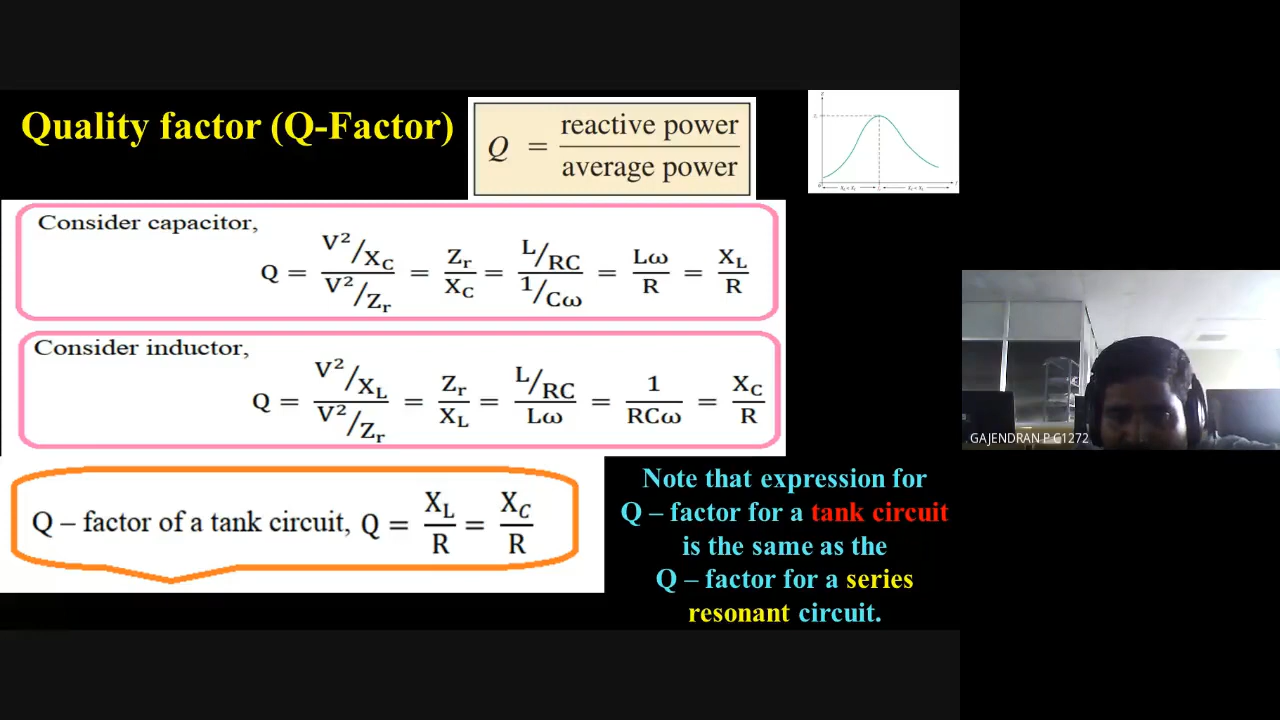 Quality factor (Q-Factor)
Q = reactive power / average power
Consider capacitor,
Q = (V²/X_C) / (V²/Z_r) = Z_r / X_C = (L/RC) / (1/Cω) = Lω / R = X_L / R
Consider inductor,
Q = (V²/X_L) / (V²/Z_r) = Z_r / X_L = (L/RC) / Lω = 1 / RCω = X_C / R
Q – factor of a tank circuit, Q = X_L / R = X_C / R
Note that expression for
Q – factor for a tank circuit
is the same as the
Q – factor for a series
resonant circuit.
GAJENDRAN P C1272